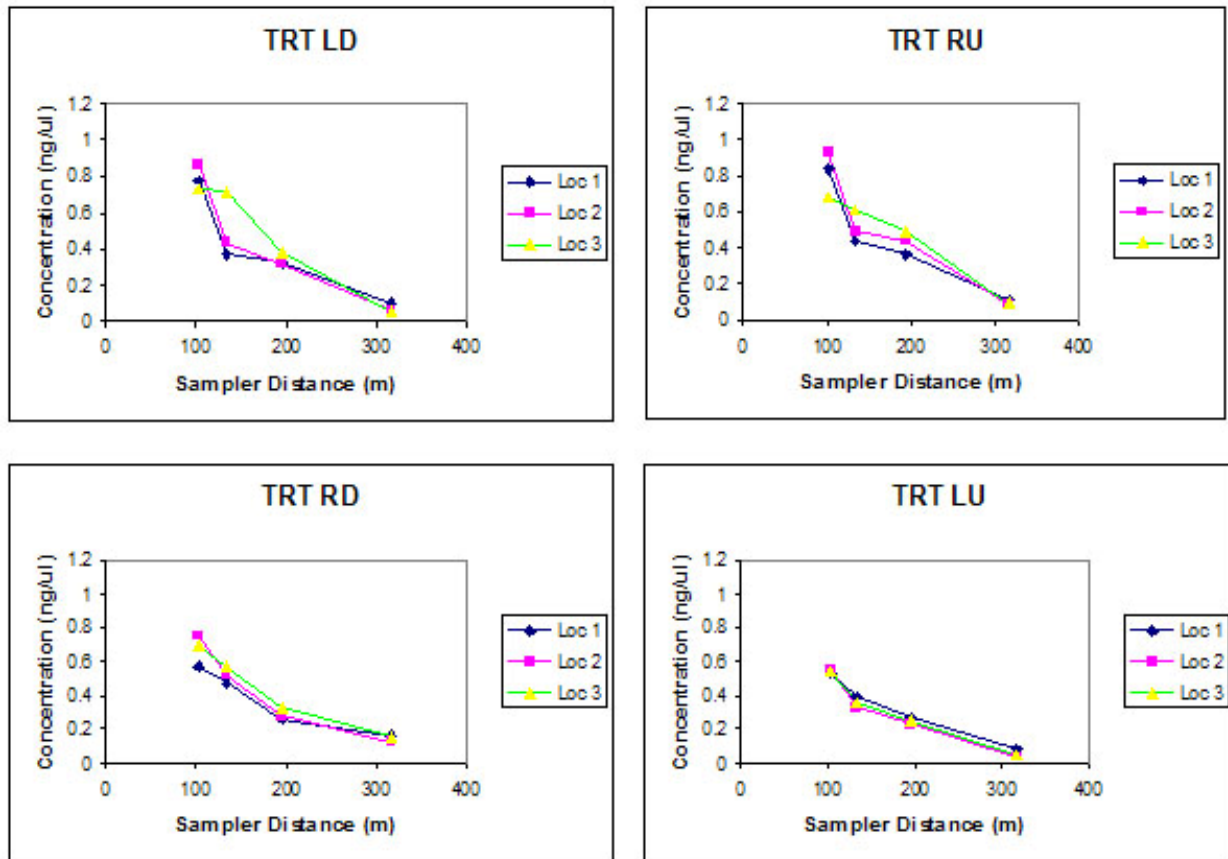 TRT LD
Concentration (ng/ul)
1.2
1
0.8
0.6
0.4
0.2
0
0 100 200 300 400
Sampler Distance (m)
Loc 1
Loc 2
Loc 3
TRT RU
Concentration (ng/ul)
1.2
1
0.8
0.6
0.4
0.2
0
0 100 200 300 400
Sampler Distance (m)
Loc 1
Loc 2
Loc 3
TRT RD
Concentration (ng/ul)
1.2
1
0.8
0.6
0.4
0.2
0
0 100 200 300 400
Sampler Distance (m)
Loc 1
Loc 2
Loc 3
TRT LU
Concentration (ng/ul)
1.2
1
0.8
0.6
0.4
0.2
0
0 100 200 300 400
Sampler Distance (m)
Loc 1
Loc 2
Loc 3